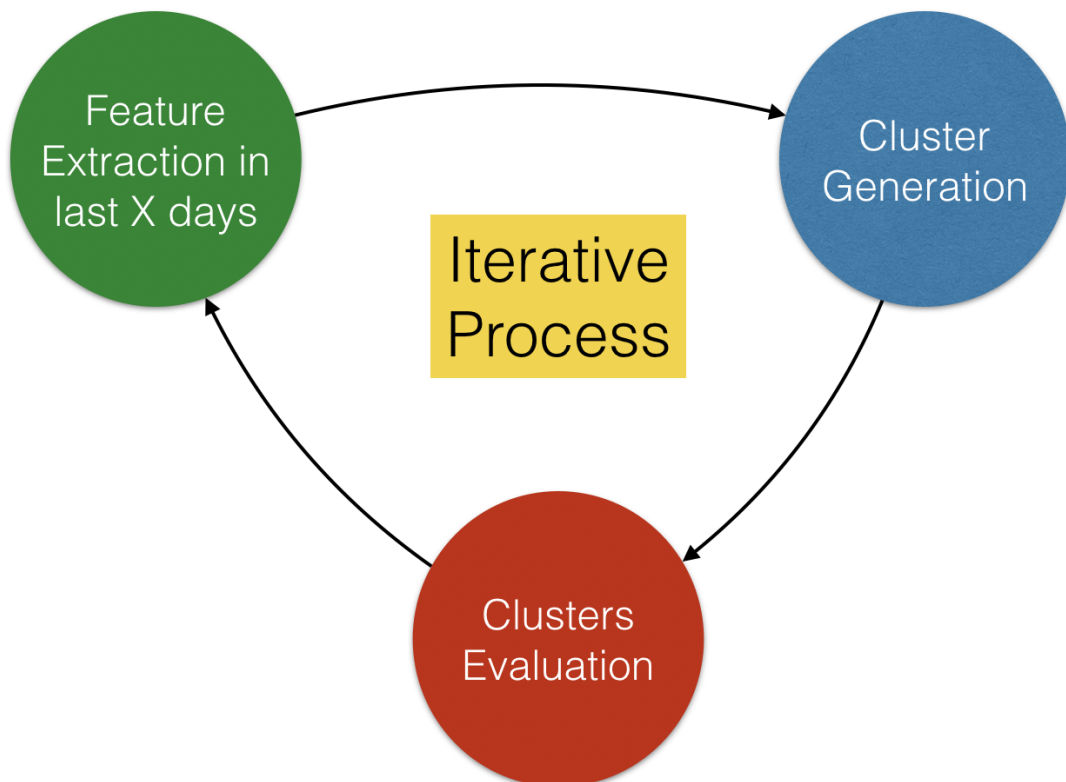 Feature
Extraction in
last X days
Cluster
Generation
Iterative
Process
Clusters
Evaluation